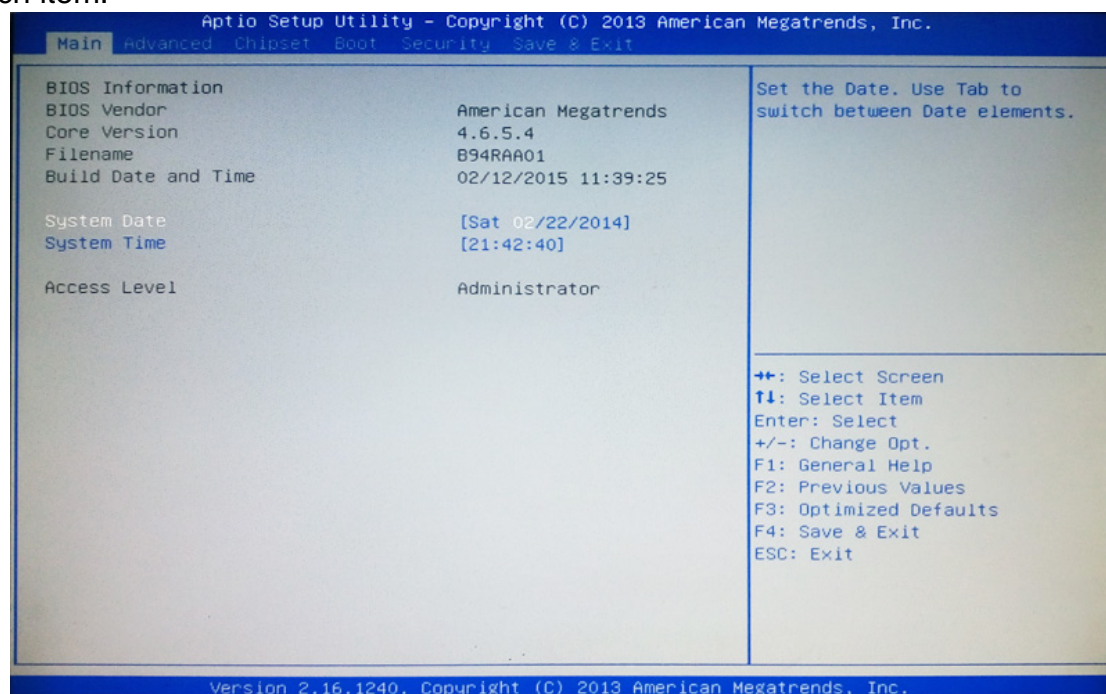 en item.
Aptio Setup Utility – Copyright (C) 2013 American Megatrends, Inc.
Main Advanced Chipset Boot Security Save & Exit
BIOS Information
BIOS Vendor American Megatrends
Core Version 4.6.5.4
Filename B94RAA01
Build Date and Time 02/12/2015 11:39:25
System Date [Sat 02/22/2014]
System Time [21:42:40]
Access Level Administrator
Set the Date. Use Tab to
switch between Date elements.
→←: Select Screen
↑↓: Select Item
Enter: Select
+/-: Change Opt.
F1: General Help
F2: Previous Values
F3: Optimized Defaults
F4: Save & Exit
ESC: Exit
Version 2.16.1240. Copyright (C) 2013 American Megatrends, Inc.